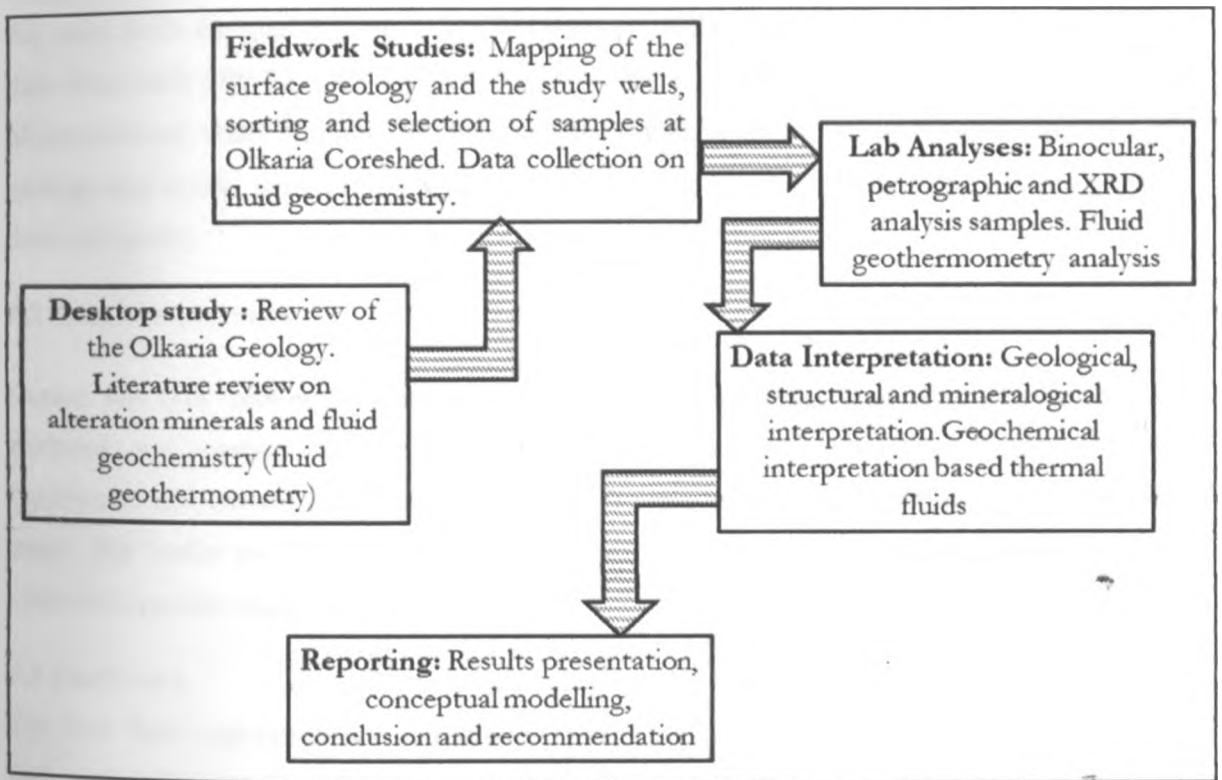 Fieldwork Studies: Mapping of the
surface geology and the study wells,
sorting and selection of samples at
Olkaria Coreshed. Data collection on
fluid geochemistry.
Lab Analyses: Binocular,
petrographic and XRD
analysis samples. Fluid
geothermometry analysis
Desktop study : Review of
the Olkaria Geology.
Literature review on
alteration minerals and fluid
geochemistry (fluid
geothermometry)
Data Interpretation: Geological,
structural and mineralogical
interpretation.Geochemical
interpretation based thermal
fluids
Reporting: Results presentation,
conceptual modelling,
conclusion and recommendation